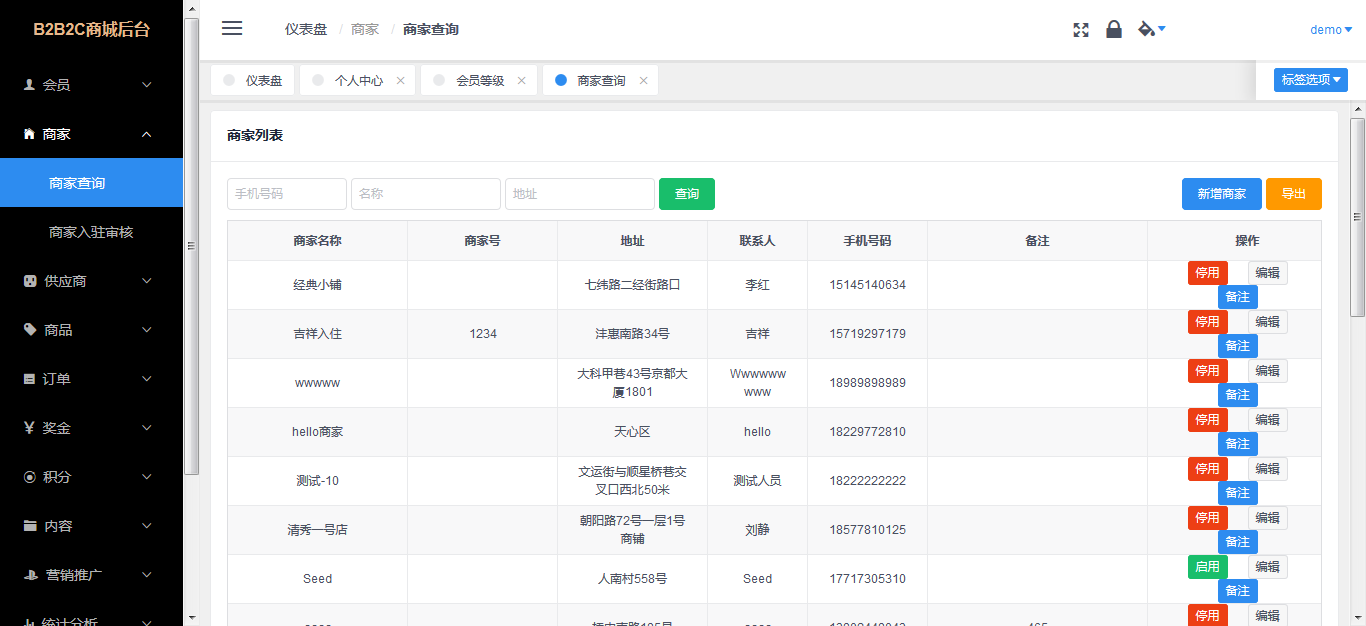 B2B2C商城后台
会员
商家
商家查询
商家入驻审核
供应商
商品
订单
奖金
积分
内容
营销推广
统计分析
仪表盘 / 商家 / 商家查询
demo
仪表盘 个人中心 会员等级 商家查询 标签选项
商家列表
手机号码 名称 地址 查询 新增商家 导出
商家名称 商家号 地址 联系人 手机号码 备注 操作
经典小铺 七纬路二经街路口 李红 15145140634 停用 编辑
备注
吉祥入住 1234 沣惠南路34号 吉祥 15719297179 停用 编辑
备注
wwwww 大科甲巷43号京都大 Wwwwww 18989898989 停用 编辑
厦1801 www 备注
hello商家 天心区 hello 18229772810 停用 编辑
备注
测试-10 文运街与顺星桥巷交 测试人员 18222222222 停用 编辑
叉口西北50米 备注
清秀一号店 朝阳路72号一层1号 刘静 18577810125 停用 编辑
商铺 备注
Seed 人南村558号 Seed 17717305310 启用 编辑
备注
停用 编辑